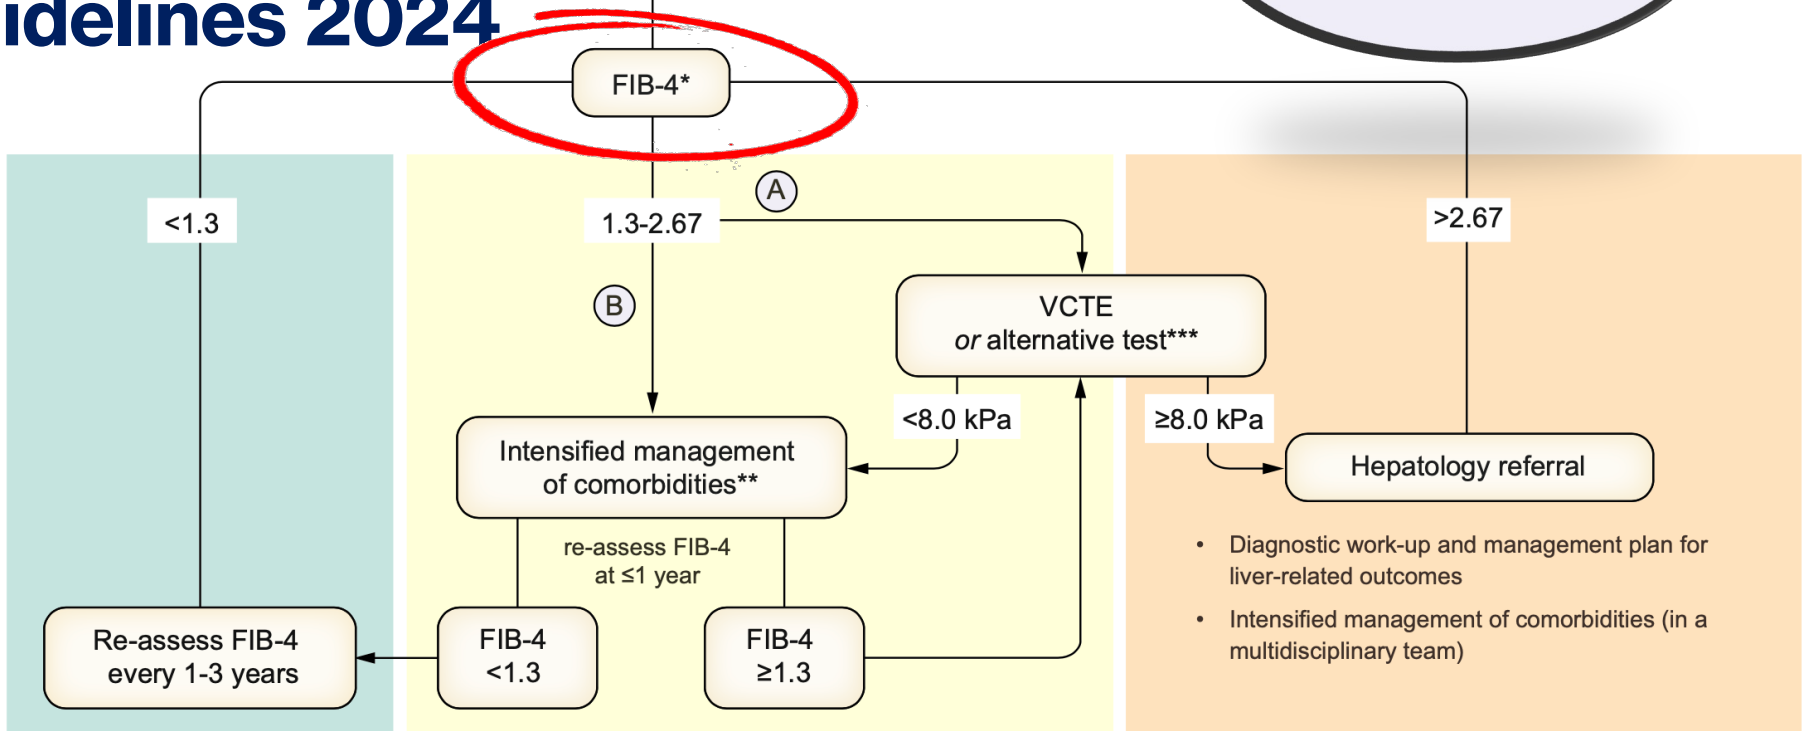 idelines 2024
FIB-4*
<1.3
1.3-2.67
A
>2.67
B
VCTE
or alternative test***
<8.0 kPa
≥8.0 kPa
Intensified management
of comorbidities**
Hepatology referral
re-assess FIB-4
at ≤1 year
• Diagnostic work-up and management plan for
liver-related outcomes
• Intensified management of comorbidities (in a
multidisciplinary team)
Re-assess FIB-4
every 1-3 years
FIB-4
<1.3
FIB-4
≥1.3